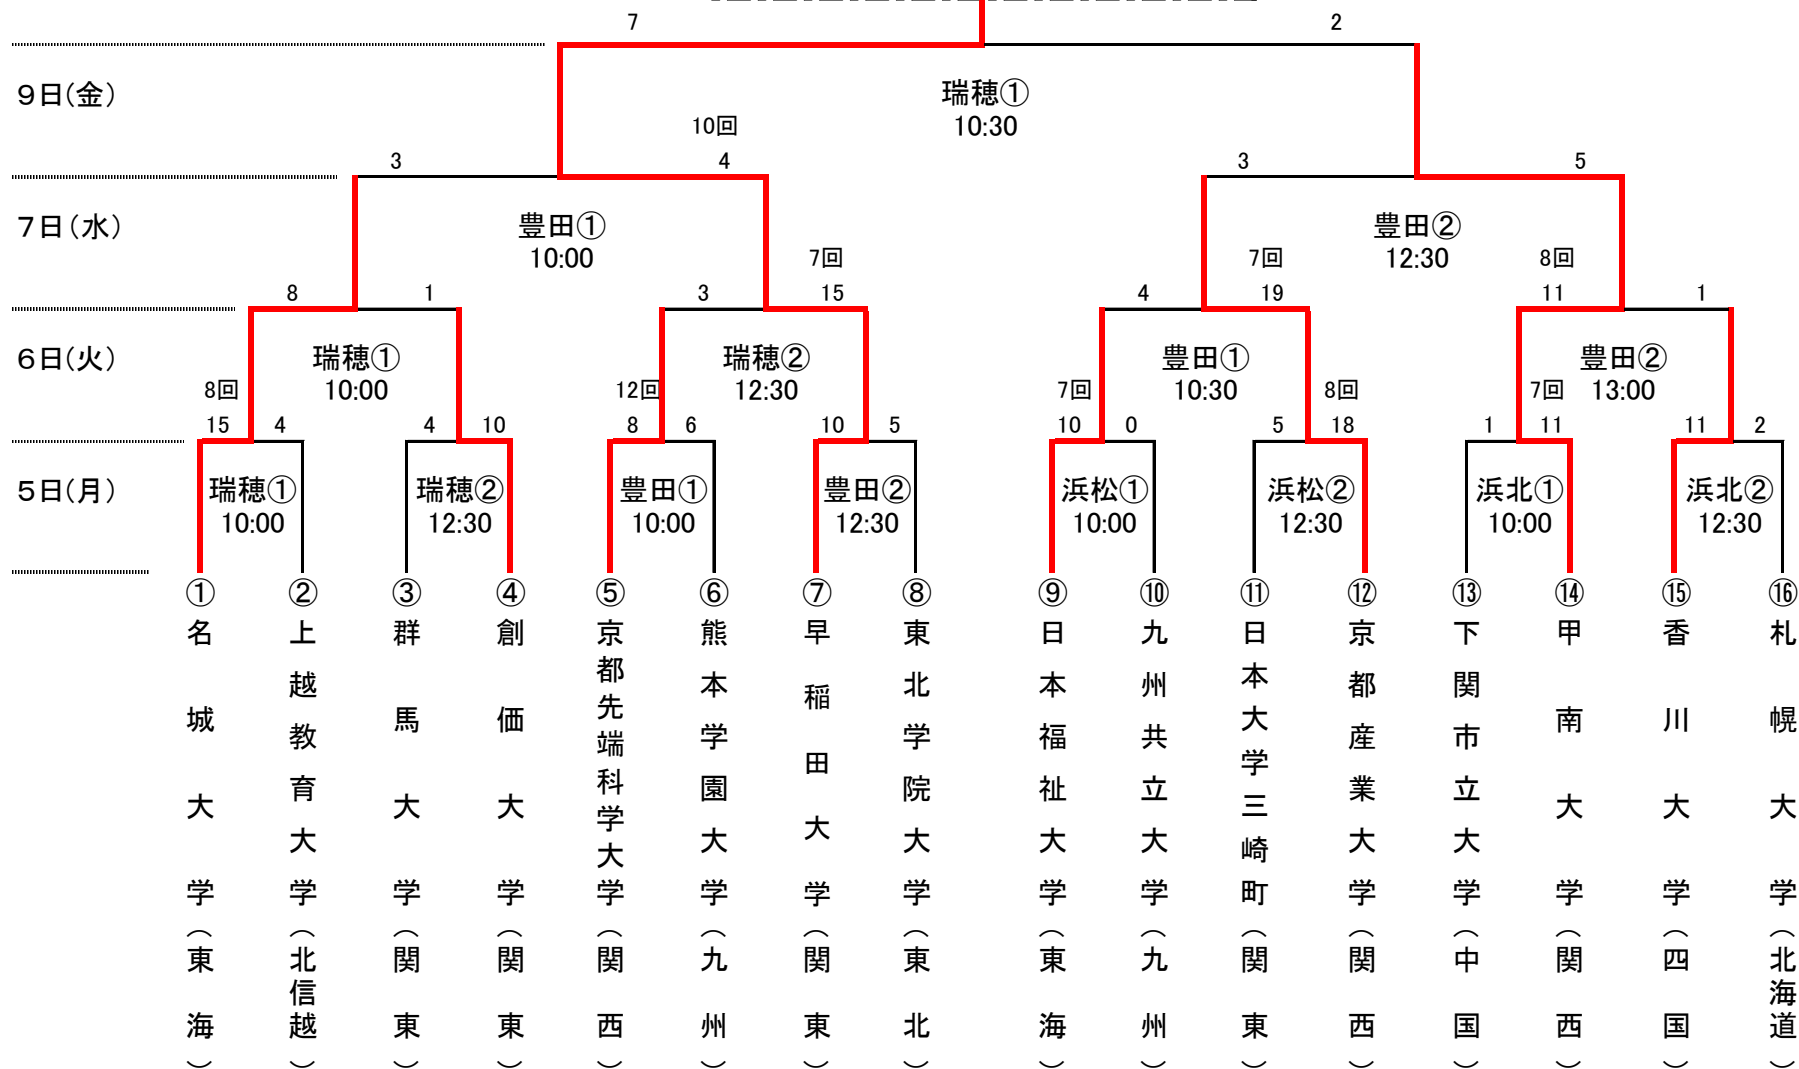 7 2
9日(金)
瑞穂①
10:30
10回
3 4 3 5
7日(水)
豊田① 豊田②
10:00 12:30
7回 7回 8回
8 1 3 15 4 19 11 1
6日(火)
瑞穂① 瑞穂② 豊田① 豊田②
10:00 12:30 10:30 13:00
8回 12回 7回 8回 7回
15 4 4 10 8 6 10 5 10 0 5 18 1 11 11 2
5日(月)
瑞穂① 瑞穂② 豊田① 豊田② 浜松① 浜松② 浜北① 浜北②
10:00 12:30 10:00 12:30 10:00 12:30 10:00 12:30
① ② ③ ④ ⑤ ⑥ ⑦ ⑧ ⑨ ⑩ ⑪ ⑫ ⑬ ⑭ ⑮ ⑯
名城大学(東海)
上越教育大学(北信越)
群馬大学(関東)
創価大学(関東)
京都先端科学大学(関西)
熊本学園大学(九州)
早稲田大学(関東)
東北学院大学(東北)
日本福祉大学(東海)
九州共立大学(九州)
日本大学三崎町(関東)
京都産業大学(関西)
下関市立大学(中国)
甲南大学(関西)
香川大学(四国)
札幌大学(北海道)